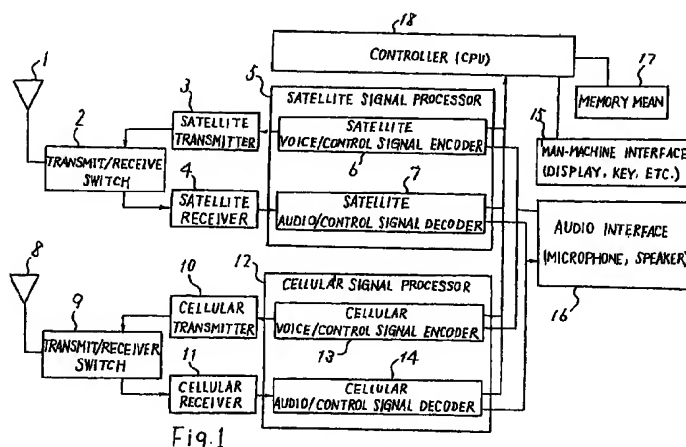 18
CONTROLLER (CPU)
17
MEMORY MEAN
1
2
TRANSMIT/RECEIVE
SWITCH
3
SATELLITE
TRANSMITTER
4
SATELLITE
RECEIVER
5
SATELLITE SIGNAL PROCESSOR
SATELLITE
VOICE/CONTROL SIGNAL ENCODER
6
7
SATELLITE
AUDIO/CONTROL SIGNAL DECODER
15
MAN-MACHINE INTERFACE
(DISPLAY, KEY, ETC.)
AUDIO INTERFACE
(MICROPHONE, SPEAKER)
16
8
9
TRANSMIT/RECEIVER
SWITCH
10
CELLULAR
TRANSMITTER
11
CELLULAR
RECEIVER
12
CELLULAR SIGNAL PROCESSOR
CELLULAR
VOICE/CONTROL SIGNAL ENCODER
13
14
CELLULAR
AUDIO/CONTROL SIGNAL DECODER
Fig.1